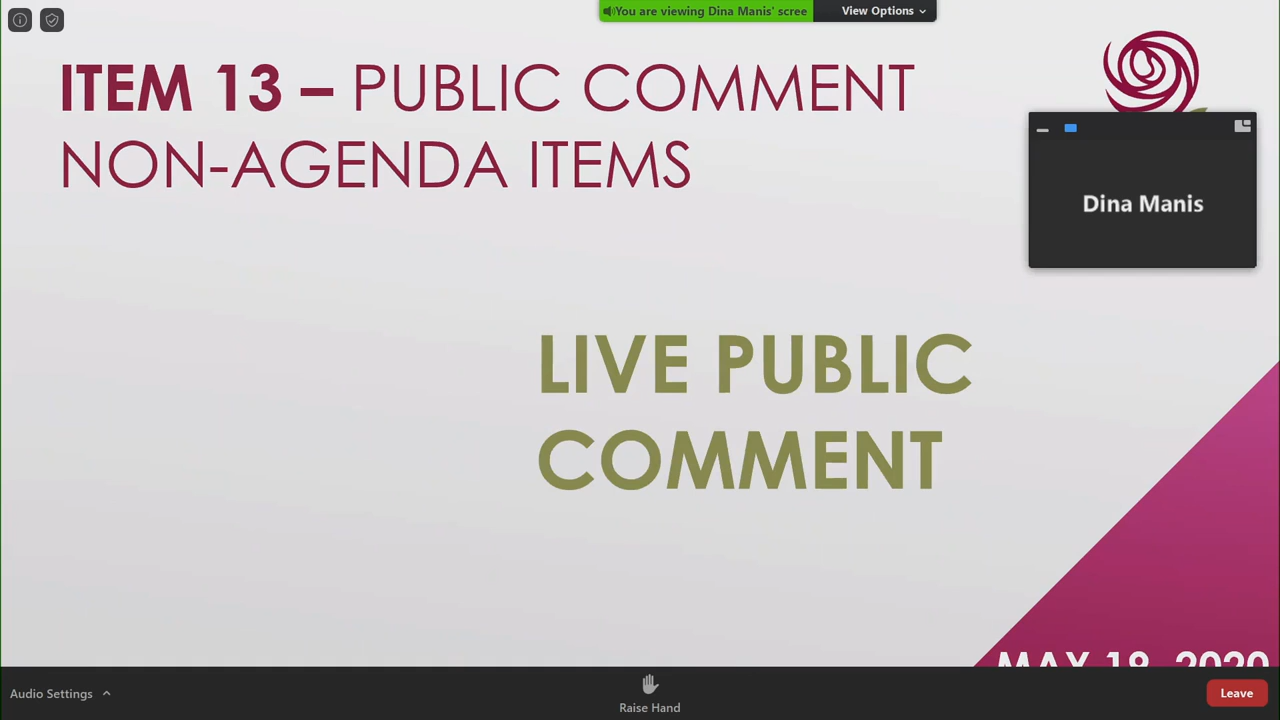 You are viewing Dina Manis' scree
View Options
ITEM 13 – PUBLIC COMMENT
NON-AGENDA ITEMS
Dina Manis
LIVE PUBLIC
COMMENT
2020
Audio Settings
Raise Hand
Leave